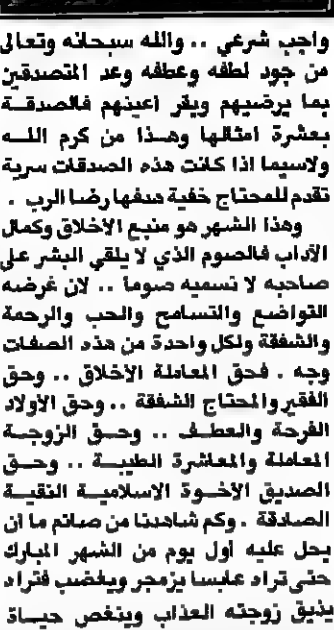 واجب شرعي .. والله سبحانه وتعالى
من جود لطفه وعطفه وعد المتصدقين
بما يرضيهم ويقر أعينهم فالصدقة
بعشرة امثالها وهذا من كرم الله
ولاسيما اذا كانت هذه الصدقات سرية
تقدم للمحتاج خفية هدفها رضا الرب .
وهذا الشهر هو منبع الأخلاق وكمال
الآداب فالصوم الذي لا يلقي البشر على
صاحبه لا تسميه صوما .. لان غرضه
التواضع والتسامح والحب والرحمة
والشفقة ولكل واحدة من هذه الصفات
وجه . فحق المعاملة الأخلاق .. وحق
الفقير والمحتاج الشفقة .. وحق الأولاد
الفرحة والعطف .. وحق الزوجة
المعاملة والمعاشرة الطيبة .. وحق
الصديق الأخوة الاسلامية النقية
الصادقة . وكم شاهدنا من صائم ما ان
يحل عليه أول يوم من الشهر المبارك
حتى تراه عابسا يزمجر ويغضب فتراه
يذيق زوجته العذاب وينغص حياة